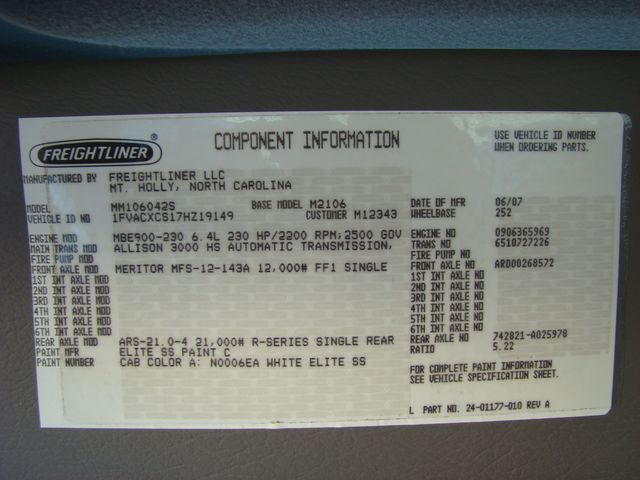 FREIGHTLINER ®
COMPONENT INFORMATION
USE VEHICLE ID NUMBER
WHEN ORDERING PARTS.
MANUFACTURED BY FREIGHTLINER LLC
MT. HOLLY, NORTH CAROLINA
MODEL MM106042S BASE MODEL M2106 DATE OF MFR 06/07
VEHICLE ID NO 1FVACXCS17HZ19149 CUSTOMER M12343 WHEELBASE 252
ENGINE MOD MBE900-230 6.4L 230 HP/2200 RPM;2500 GOV ENGINE NO 0906365969
MAIN TRANS MOD ALLISON 3000 HS AUTOMATIC TRANSMISSION, TRANS NO 6510727226
FIRE PUMP MOD FIRE PUMP NO
FRONT AXLE MOD MERITOR MFS-12-143A 12,000# FF1 SINGLE FRONT AXLE NO ARD00268572
1ST INT AXLE MOD 1ST INT AXLE NO
2ND INT AXLE MOD 2ND INT AXLE NO
3RD INT AXLE MOD 3RD INT AXLE NO
4TH INT AXLE MOD 4TH INT AXLE NO
5TH INT AXLE MOD 5TH INT AXLE NO
6TH INT AXLE MOD 6TH INT AXLE NO
REAR AXLE MOD ARS-21.0-4 21,000# R-SERIES SINGLE REAR REAR AXLE NO 742821-A025978
PAINT MFR ELITE SS PAINT C RATIO 5.22
PAINT NUMBER CAB COLOR A: N0006EA WHITE ELITE SS
FOR COMPLETE PAINT INFORMATION
SEE VEHICLE SPECIFICATION SHEET.
L PART NO. 24-01177-010 REV A